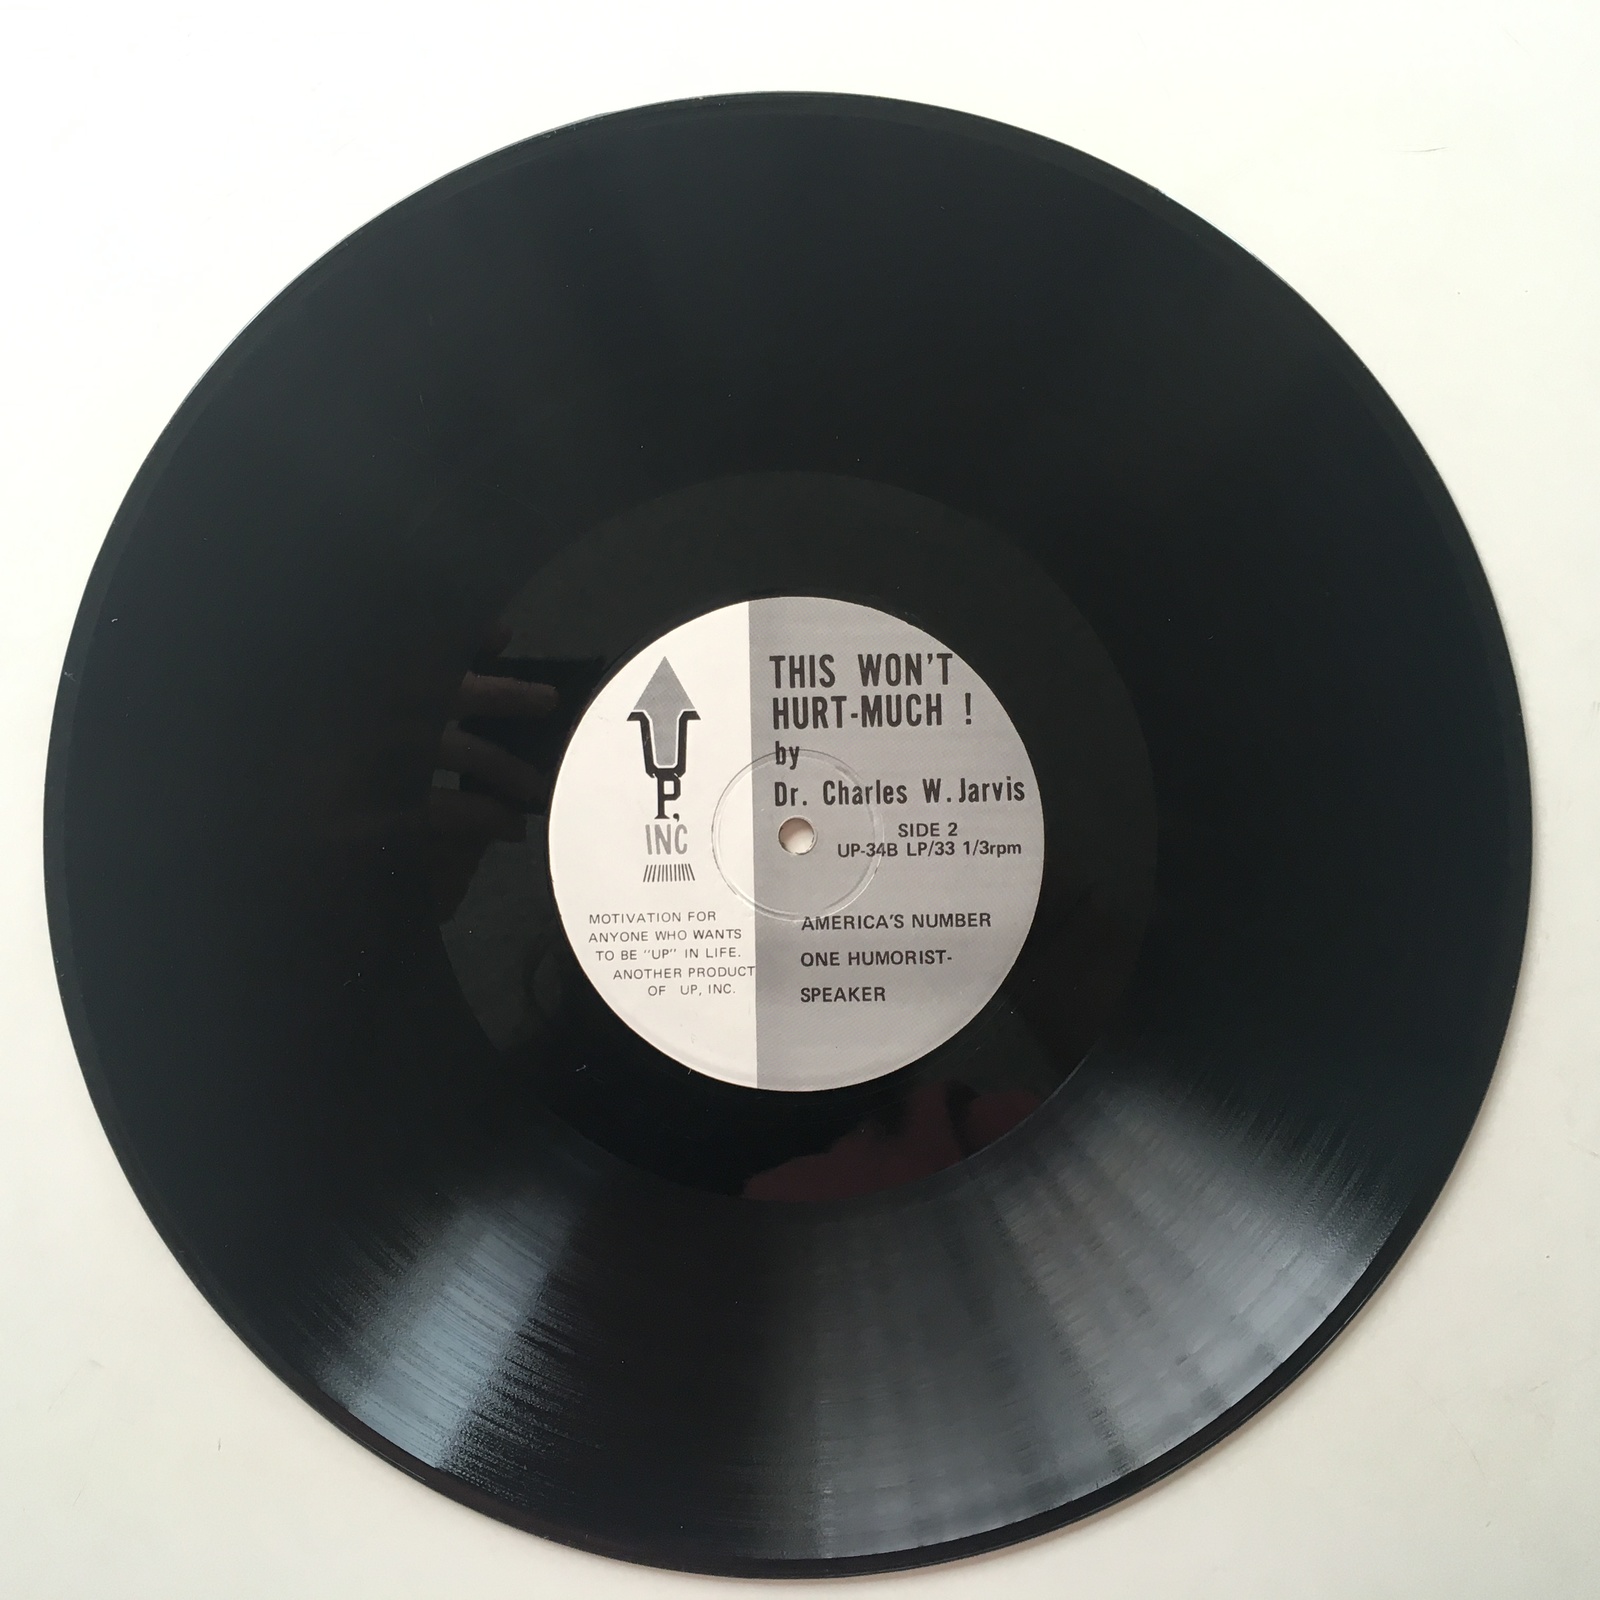 UP,
INC
MOTIVATION FOR
ANYONE WHO WANTS
TO BE "UP" IN LIFE.
ANOTHER PRODUCT
OF UP, INC.
THIS WON'T
HURT-MUCH !
by
Dr. Charles W. Jarvis
SIDE 2
UP-34B LP/33 1/3rpm
AMERICA'S NUMBER
ONE HUMORIST-
SPEAKER